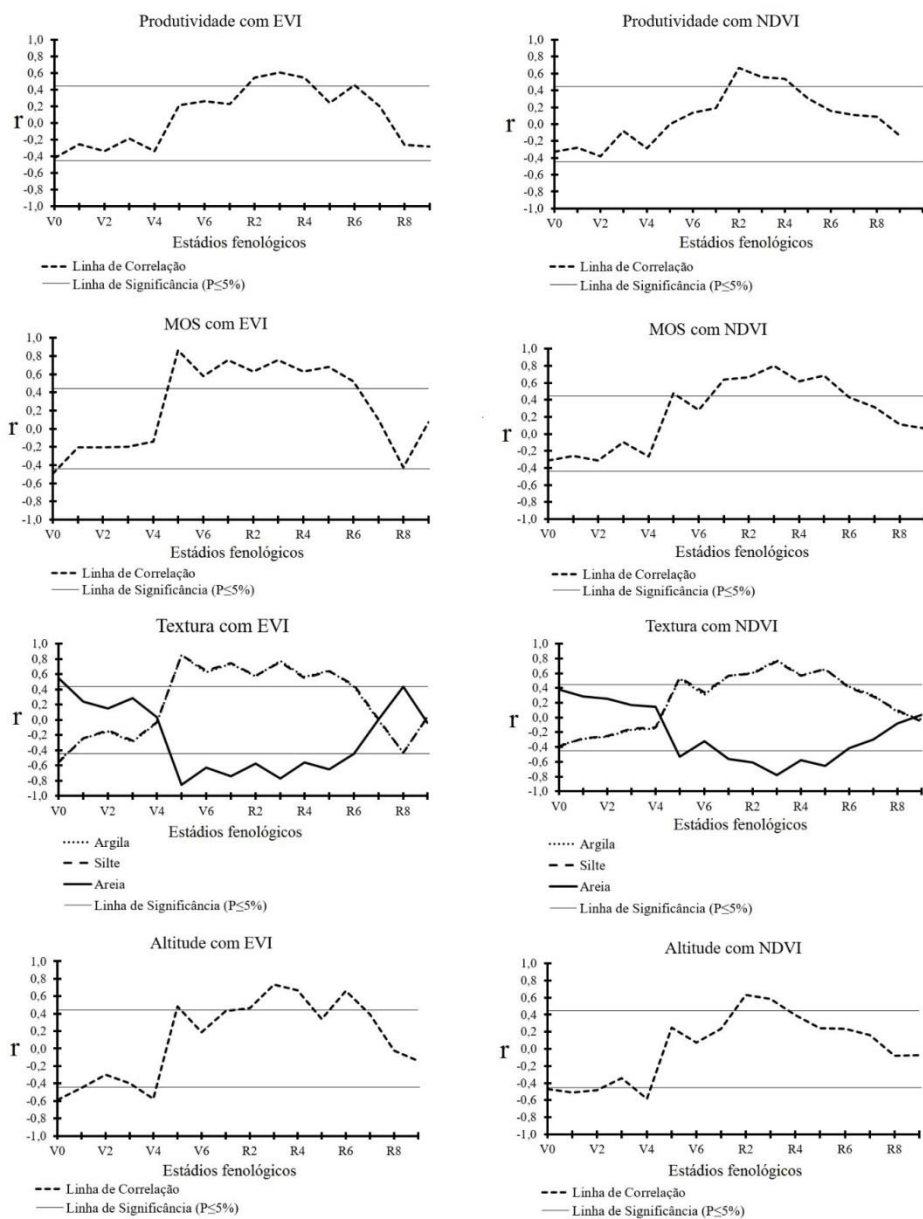 Produtividade com EVI
1,0
0,8
0,6
0,4
0,2
0,0
-0,2
-0,4
-0,6
-0,8
-1,0
r
V0 V2 V4 V6 R2 R4 R6 R8
Estádios fenológicos
Linha de Correlação
Linha de Significância (P≤5%)
Produtividade com NDVI
1,0
0,8
0,6
0,4
0,2
0,0
-0,2
-0,4
-0,6
-0,8
-1,0
r
V0 V2 V4 V6 R2 R4 R6 R8
Estádios fenológicos
Linha de Correlação
Linha de Significância (P≤5%)
MOS com EVI
1,0
0,8
0,6
0,4
0,2
0,0
-0,2
-0,4
-0,6
-0,8
-1,0
r
V0 V2 V4 V6 R2 R4 R6 R8
Estádios fenológicos
Linha de Correlação
Linha de Significância (P≤5%)
MOS com NDVI
1,0
0,8
0,6
0,4
0,2
0,0
-0,2
-0,4
-0,6
-0,8
-1,0
r
V0 V2 V4 V6 R2 R4 R6 R8
Estádios fenológicos
Linha de Correlação
Linha de Significância (P≤5%)
Textura com EVI
1,0
0,8
0,6
0,4
0,2
0,0
-0,2
-0,4
-0,6
-0,8
-1,0
r
V0 V2 V4 V6 R2 R4 R6 R8
Estádios fenológicos
Argila
Silte
Areia
Linha de Significância (P≤5%)
Textura com NDVI
1,0
0,8
0,6
0,4
0,2
0,0
-0,2
-0,4
-0,6
-0,8
-1,0
r
V0 V2 V4 V6 R2 R4 R6 R8
Estádios fenológicos
Argila
Silte
Areia
Linha de Significância (P≤5%)
Altitude com EVI
1,0
0,8
0,6
0,4
0,2
0,0
-0,2
-0,4
-0,6
-0,8
-1,0
r
V0 V2 V4 V6 R2 R4 R6 R8
Estádios fenológicos
Linha de Correlação
Linha de Significância (P≤5%)
Altitude com NDVI
1,0
0,8
0,6
0,4
0,2
0,0
-0,2
-0,4
-0,6
-0,8
-1,0
r
V0 V2 V4 V6 R2 R4 R6 R8
Estádios fenológicos
Linha de Correlação
Linha de Significância (P≤5%)